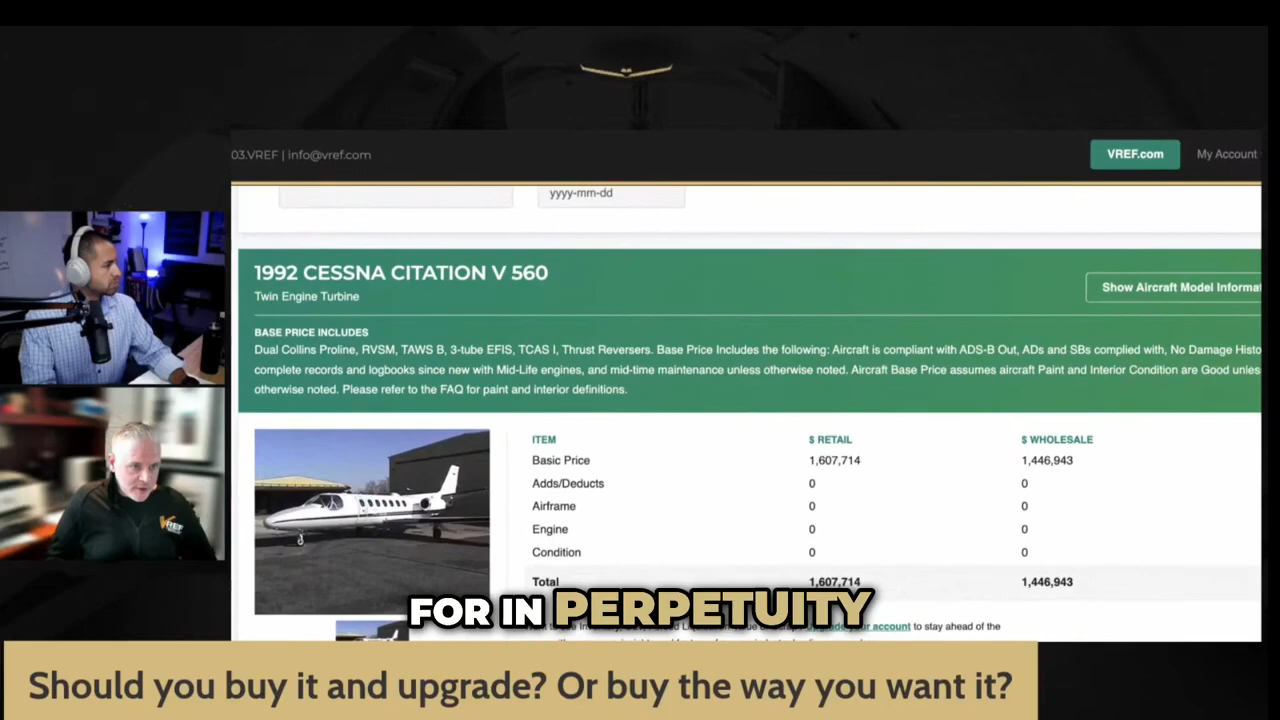 03.VREF | info@vref.com
VREF.com
My Account
yyyy-mm-dd
1992 CESSNA CITATION V 560
Twin Engine Turbine
Show Aircraft Model Informat
BASE PRICE INCLUDES
Dual Collins Proline, RVSM, TAWS B, 3-tube EFIS, TCAS I, Thrust Reversers. Base Price Includes the following: Aircraft is compliant with ADS-B Out, ADs and SBs complied with, No Damage Histo
complete records and logbooks since new with Mid-Life engines, and mid-time maintenance unless otherwise noted. Aircraft Base Price assumes aircraft Paint and Interior Condition are Good unles
otherwise noted. Please refer to the FAQ for paint and interior definitions.
ITEM $ RETAIL $ WHOLESALE
Basic Price 1,607,714 1,446,943
Adds/Deducts 0 0
Airframe 0 0
Engine 0 0
Condition 0 0
Total 1,607,714 1,446,943
FOR IN PERPETUITY
your account to stay ahead of the
VREF
Should you buy it and upgrade? Or buy the way you want it?